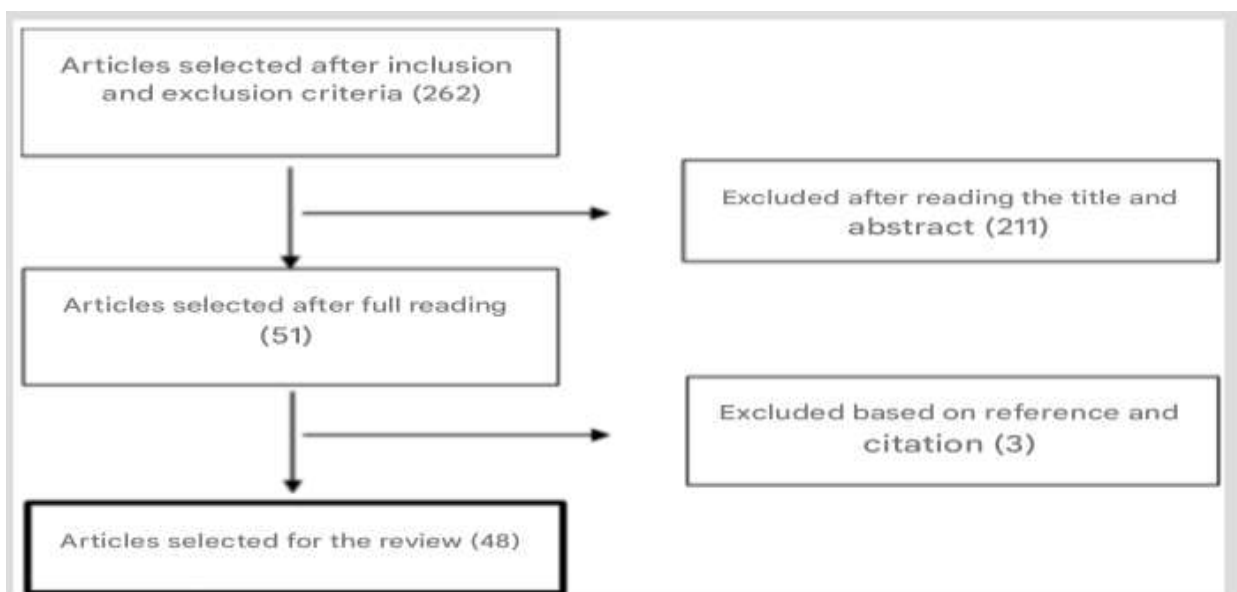 Articles selected after inclusion
and exclusion criteria (262)
Excluded after reading the title and
abstract (211)
Articles selected after full reading
(51)
Excluded based on reference and
citation (3)
Articles selected for the review (48)